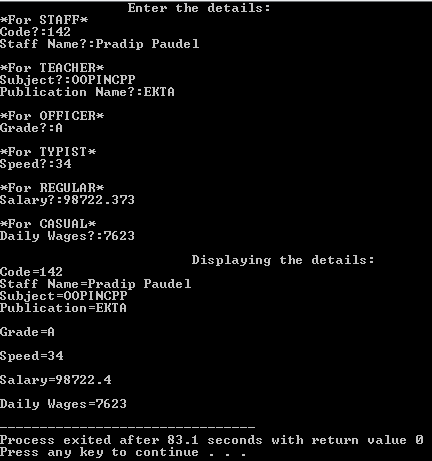 Enter the details:
*For STAFF*
Code?:142
Staff Name?:Pradip Paudel
*For TEACHER*
Subject?:OOPINCPP
Publication Name?:EKTA
*For OFFICER*
Grade?:A
*For TYPIST*
Speed?:34
*For REGULAR*
Salary?:98722.373
*For CASUAL*
Daily Wages?:7623
Displaying the details:
Code=142
Staff Name=Pradip Paudel
Subject=OOPINCPP
Publication=EKTA
Grade=A
Speed=34
Salary=98722.4
Daily Wages=7623
--------------------------------
Process exited after 83.1 seconds with return value 0
Press any key to continue . . .